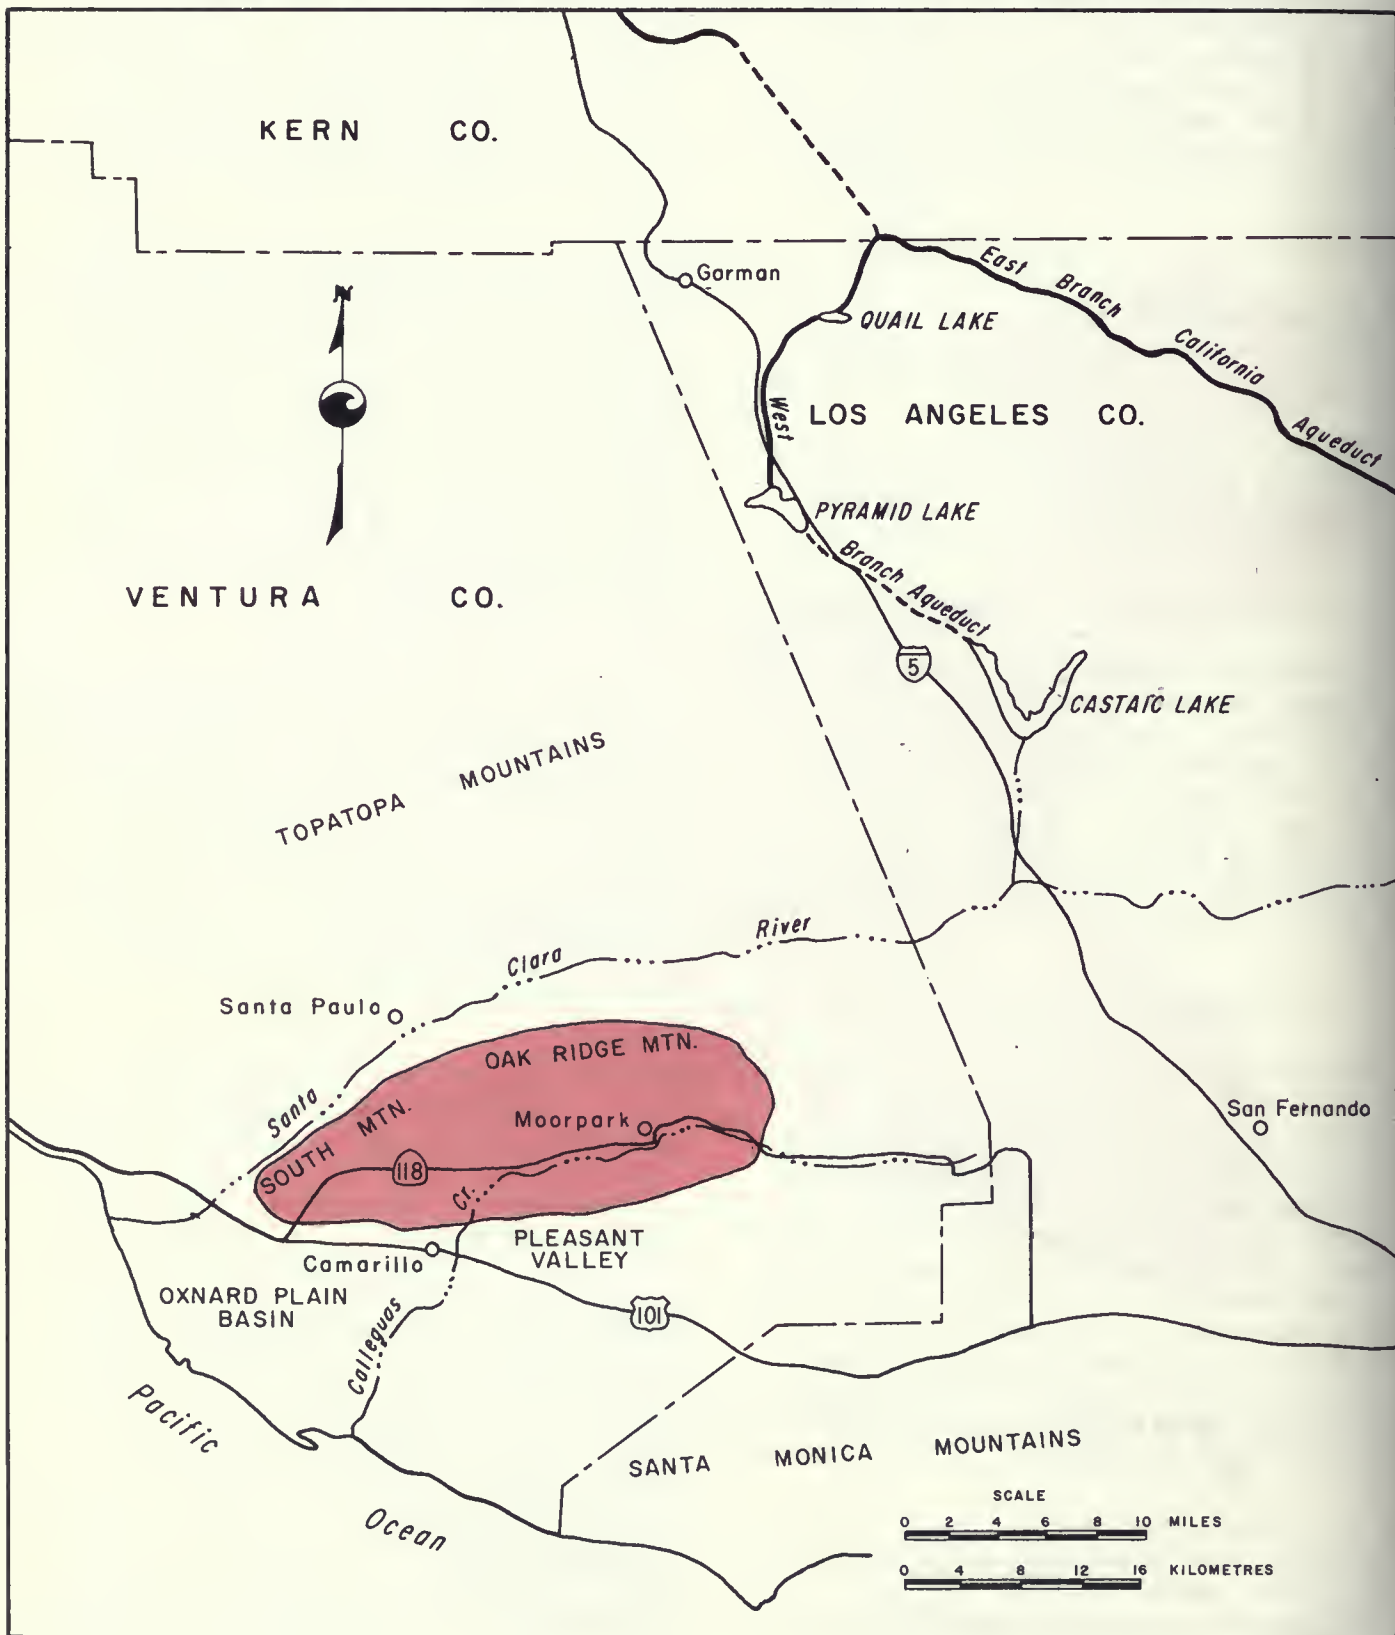 KERN CO.
N
Gorman
East Branch California Aqueduct
QUAIL LAKE
LOS ANGELES CO.
West
PYRAMID LAKE
Branch Aqueduct
VENTURA CO.
5
CASTAIC LAKE
TOPATOPA MOUNTAINS
Santa Clara River
Santa Paula
OAK RIDGE MTN.
SOUTH MTN.
Moorpark
118
San Fernando
Calleguas Cr.
PLEASANT
VALLEY
Camarillo
OXNARD PLAIN
BASIN
101
Pacific Ocean
SANTA MONICA MOUNTAINS
SCALE
0 2 4 6 8 10 MILES
0 4 8 12 16 KILOMETRES